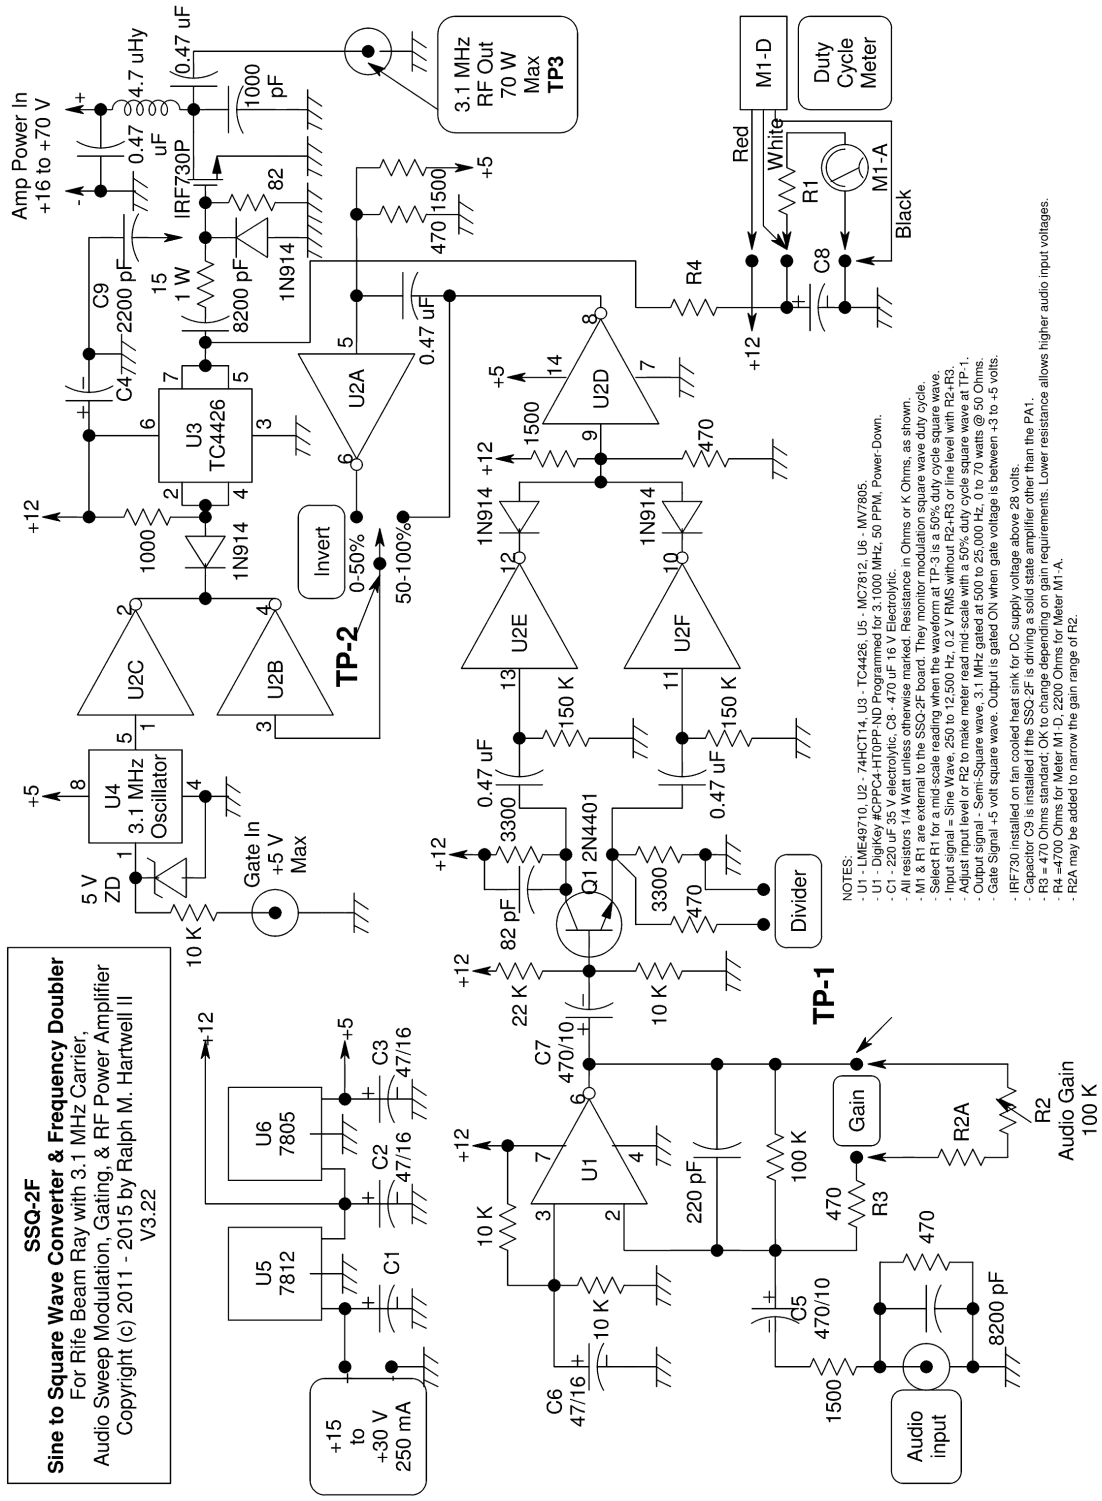 SSQ-2F
Sine to Square Wave Converter & Frequency Doubler
For Rife Beam Ray with 3.1 MHz Carrier,
Audio Sweep Modulation, Gating, & RF Power Amplifier
Copyright (c) 2011 - 2015 by Ralph M. Hartwell II
V3.22
+15
to
+30 V
250 mA
+
-
U5
7812
+
C1
U6
7805
+
C2
47/16
+
C3
47/16
+12
+5
10 K
Gate In
+5 V
Max
5 V
ZD
+5
8
1
U4
3.1 MHz
Oscillator
5
4
1
U2C
2
3
U2B
4
1N914
1000
+12
2
4
U3
TC4426
6
3
7
5
+
C4
−
C9
2200 pF
8200 pF
15
1 W
1N914
82
IRF730P
Amp Power In
+16 to +70 V
-
+
0.47
uF
4.7 uHy
0.47 uF
1000
pF
3.1 MHz
RF Out
70 W
Max
TP3
Invert
0-50%
50-100%
TP-2
6
U2A
5
0.47 uF
470
1500
+5
Audio
input
1500
470
8200 pF
C5
470/10
+
−
C6
47/16
+
−
10 K
10 K
+12
3
2
U1
7
4
6
220 pF
100 K
470
R3
Gain
R2A
R2
Audio Gain
100 K
TP-1
C7
470/10
+
−
+12
22 K
10 K
+12
82 pF
3300
Q1 2N4401
3300
470
Divider
0.47 uF
150 K
0.47 uF
150 K
13
U2E
12
11
U2F
10
1N914
1N914
+12
1500
470
9
U2D
8
+5
14
7
R4
+12
+
C8
R1
M1-A
M1-D
Red
White
Black
Duty
Cycle
Meter
NOTES:
- U1 - LME49710, U2 - 74HCT14, U3 - TC4426, U5 - MC7812, U6 - MV7805.
- U1 - DigiKey #CPPC4-HT0PP-ND Programmed for 3.1000 MHz, 50 PPM, Power-Down.
- C1 - 220 uF 35 V electrolytic, C8 - 470 uF 16 V Electrolytic.
- All resistors 1/4 Watt unless otherwise marked. Resistance in Ohms or K Ohms, as shown.
- M1 & R1 are external to the SSQ-2F board. They monitor modulation square wave duty cycle.
- Select R1 for a mid-scale reading when the waveform at TP-3 is a 50% duty cycle square wave.
- Input signal = Sine Wave, 250 to 12,500 Hz, 0.2 V RMS without R2+R3 or line level with R2+R3.
Adjust input level or R2 to make meter read mid-scale with a 50% duty cycle square wave at TP-1.
- Output signal - Semi-Square wave, 3.1 MHz gated at 500 to 25,000 Hz, 0 to 70 watts @ 50 Ohms.
- Gate Signal +5 volt square wave. Output is gated ON when gate voltage is between +3 to +5 volts.
- IRF730 installed on fan cooled heat sink for DC supply voltage above 28 volts.
- Capacitor C9 is installed if the SSQ-2F is driving a solid state amplifier other than the PA1.
- R3 = 470 Ohms standard; OK to change depending on gain requirements. Lower resistance allows higher audio input voltages.
- R4 =4700 Ohms for Meter M1-D, 2200 Ohms for Meter M1-A.
- R2A may be added to narrow the gain range of R2.